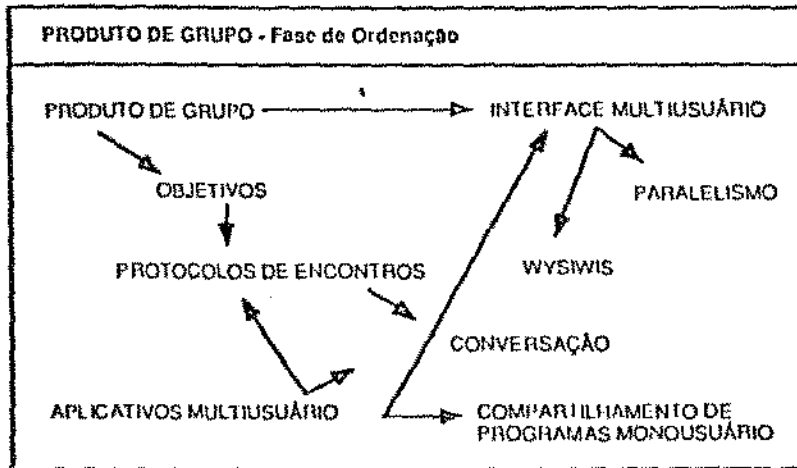 PRODUTO DE GRUPO - Fase de Ordenação
PRODUTO DE GRUPO
INTERFACE MULTIUSUÁRIO
OBJETIVOS
PARALELISMO
PROTOCOLOS DE ENCONTROS
WYSIWIS
CONVERSAÇÃO
APLICATIVOS MULTIUSUÁRIO
COMPARTILHAMENTO DE
PROGRAMAS MONOUSUÁRIO